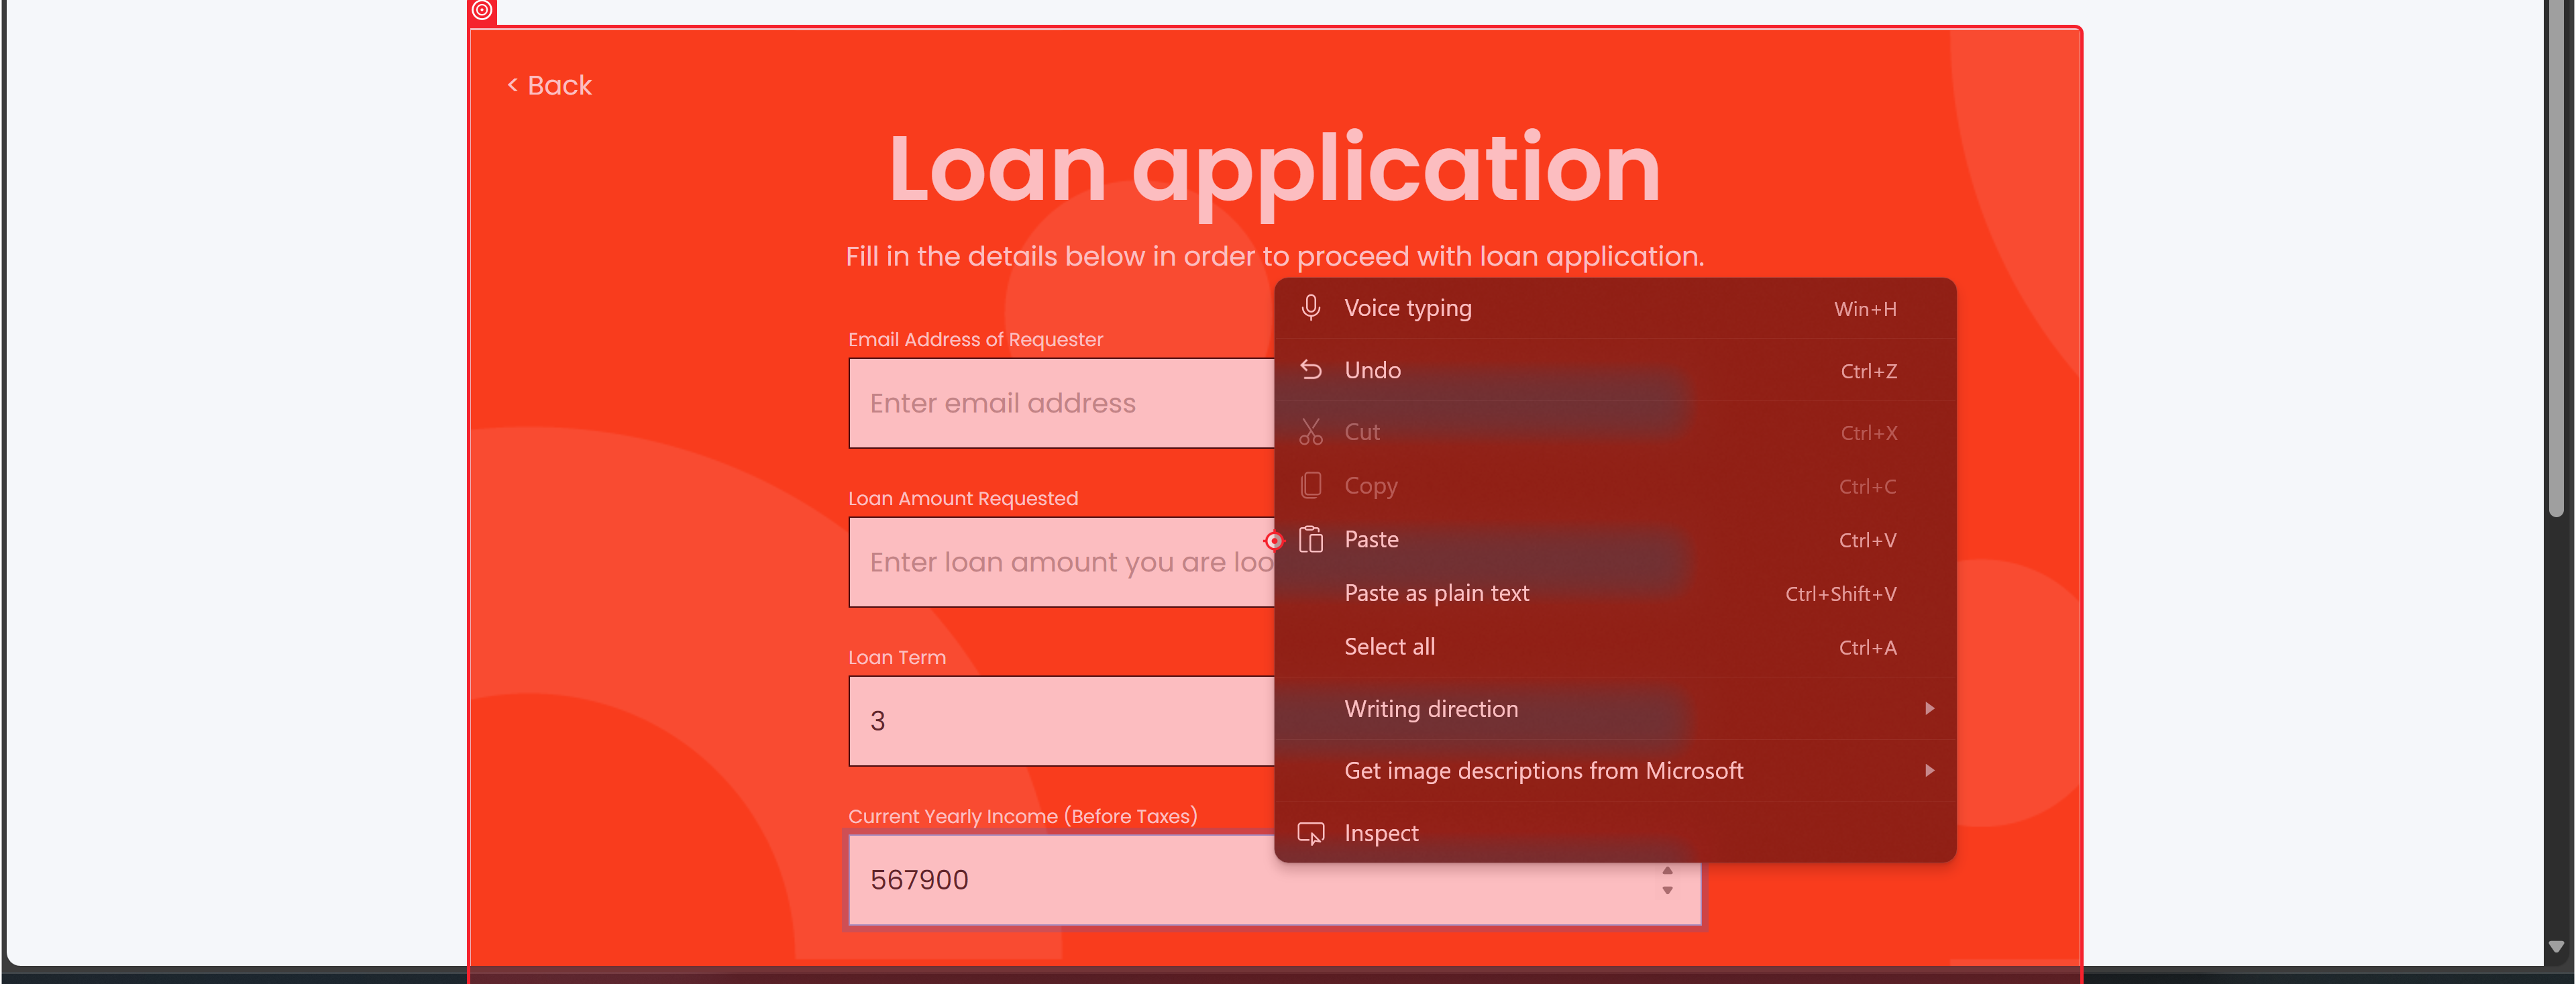 < Back
Loan application
Fill in the details below in order to proceed with loan application.
Email Address of Requester
Enter email address
Loan Amount Requested
Enter loan amount you are loo
Loan Term
3
Current Yearly Income (Before Taxes)
567900
Voice typing Win+H
Undo Ctrl+Z
Cut Ctrl+X
Copy Ctrl+C
Paste Ctrl+V
Paste as plain text Ctrl+Shift+V
Select all Ctrl+A
Writing direction
Get image descriptions from Microsoft
Inspect